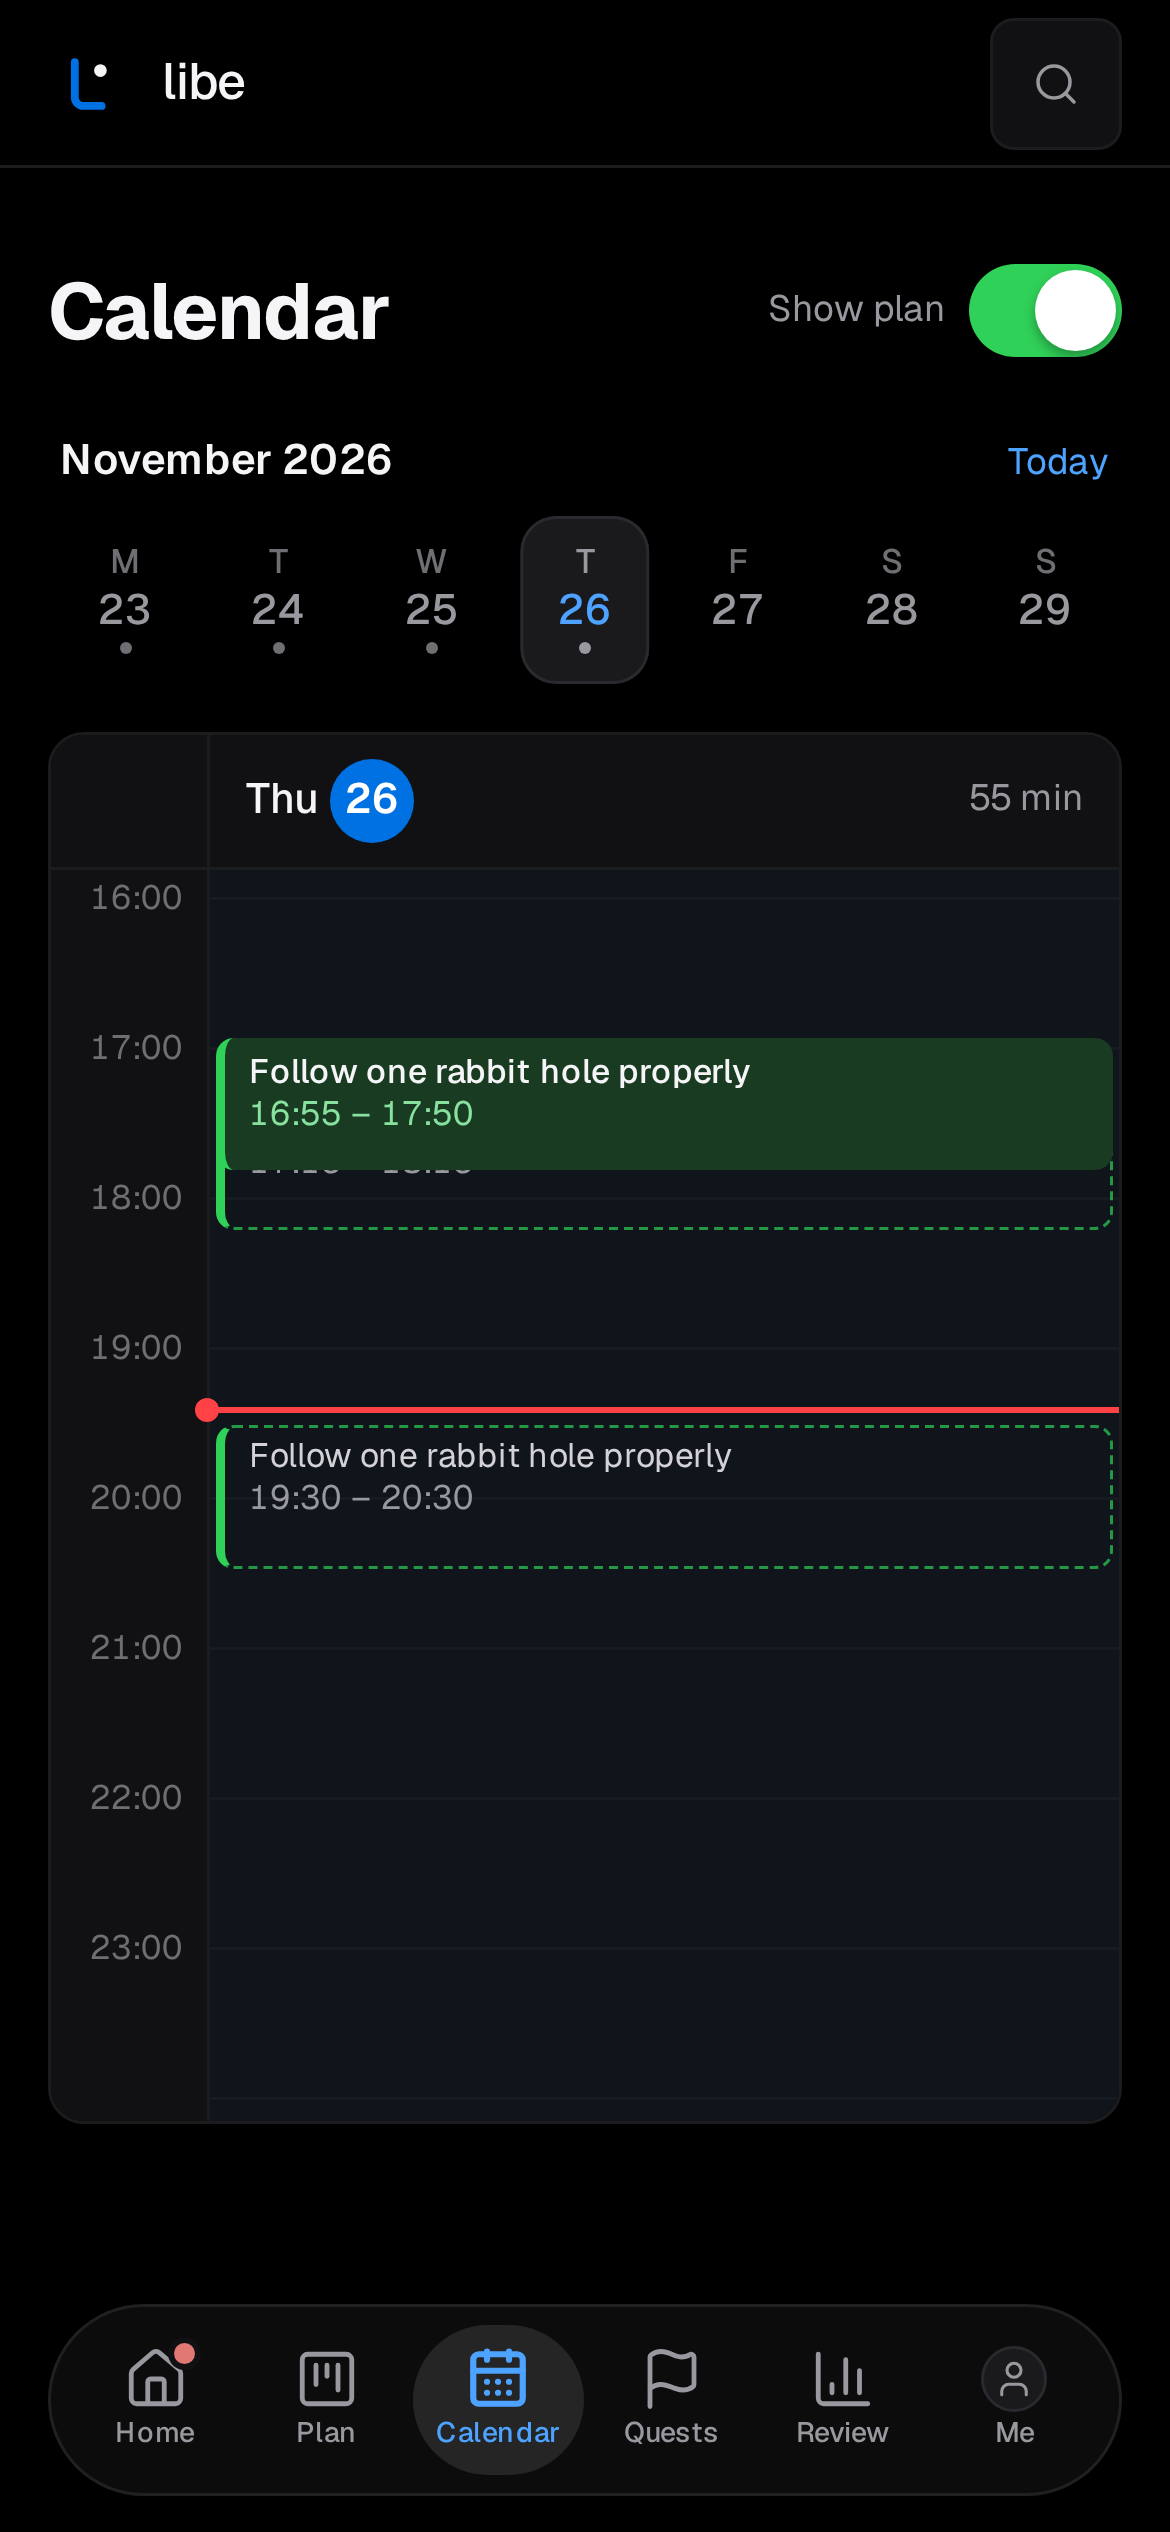 libe
Calendar
Show plan
November 2026
Today
M T W T F S S
23 24 25 26 27 28 29
Thu 26
55 min
16:00
17:00
Follow one rabbit hole properly
16:55 – 17:50
18:00
19:00
Follow one rabbit hole properly
19:30 – 20:30
20:00
21:00
22:00
23:00
Home Plan Calendar Quests Review Me